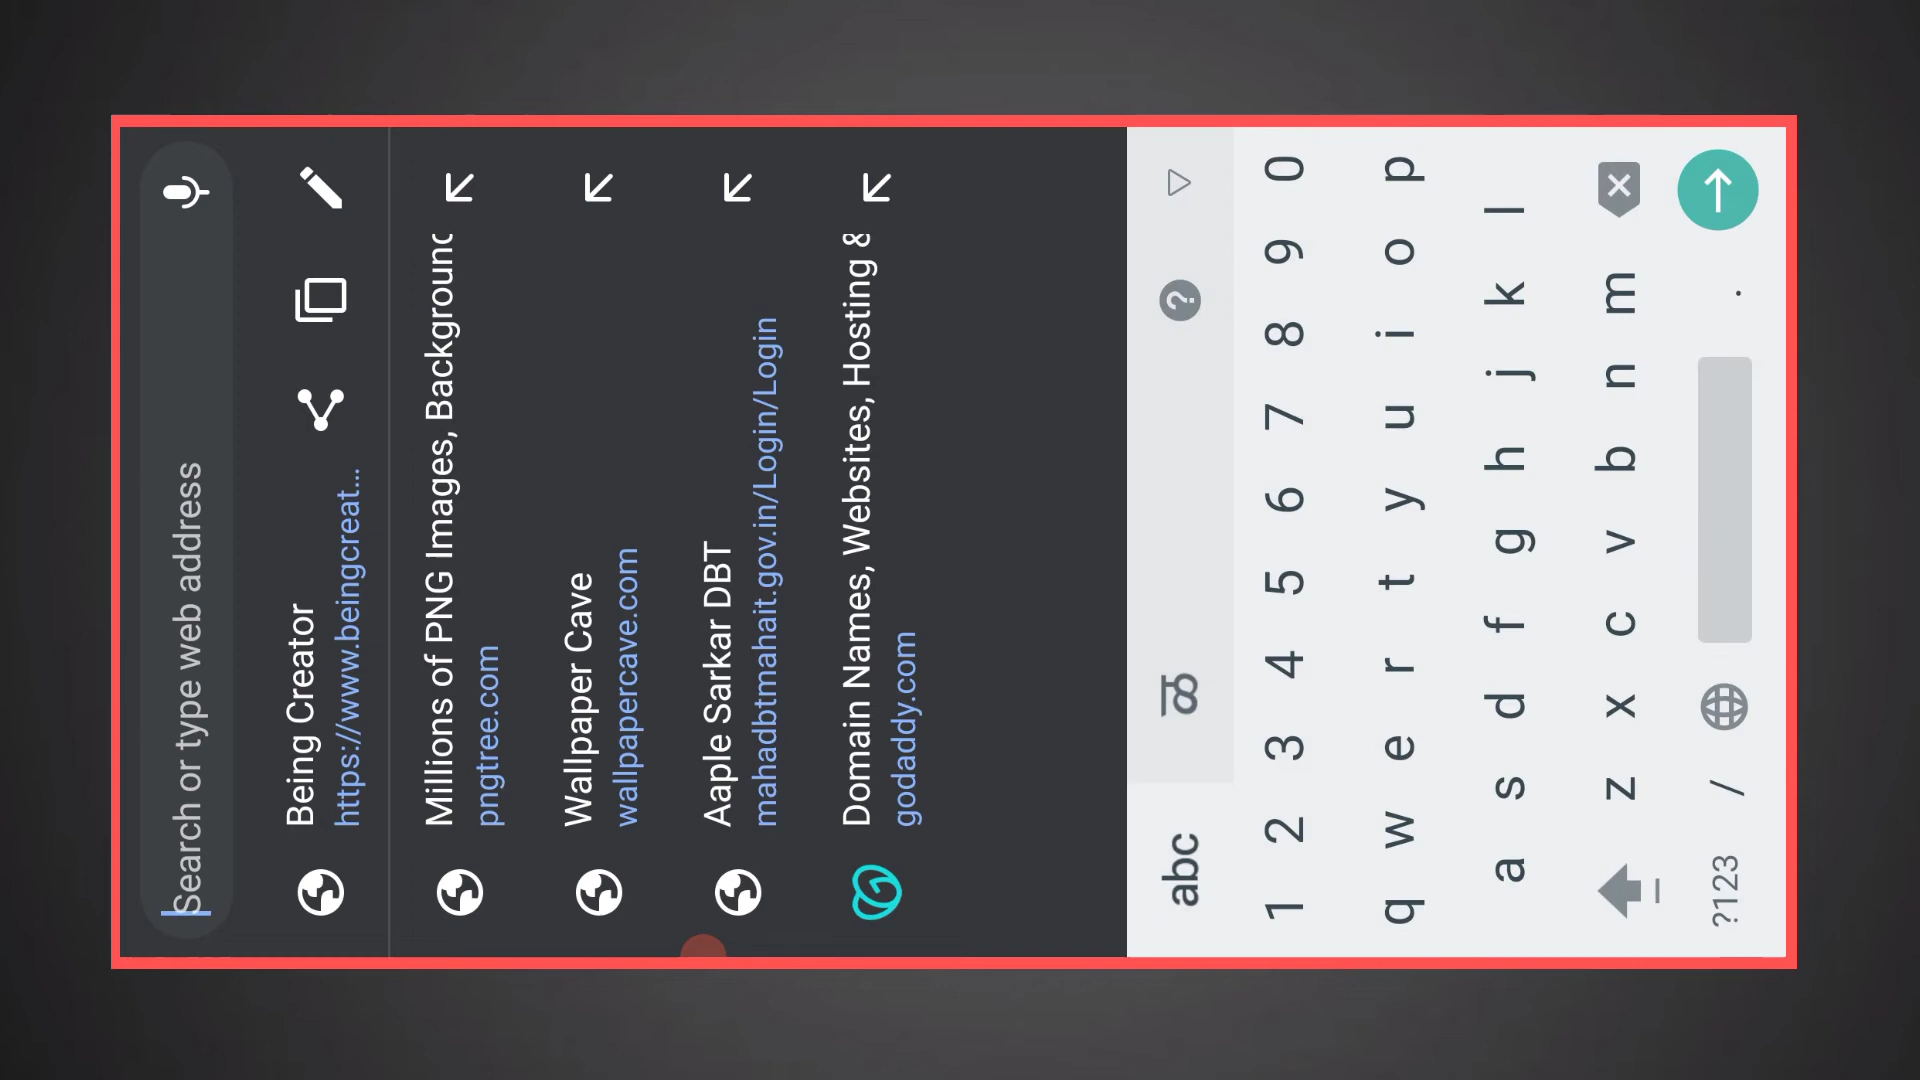 Search or type web address
Being Creator
https://www.beingcreat...
Millions of PNG Images, Background
pngtree.com
Wallpaper Cave
wallpapercave.com
Aaple Sarkar DBT
mahadbtmahait.gov.in/Login/Login
Domain Names, Websites, Hosting &
godaddy.com
abc
1 2 3 4 5 6 7 8 9 0
q w e r t y u i o p
a s d f g h j k l
z x c v b n m
?123 / .